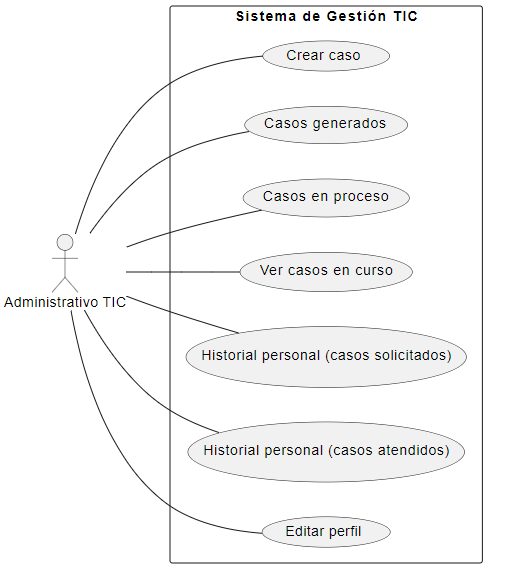 Sistema de Gestión TIC
Crear caso
Casos generados
Casos en proceso
Ver casos en curso
Administrativo TIC
Historial personal (casos solicitados)
Historial personal (casos atendidos)
Editar perfil